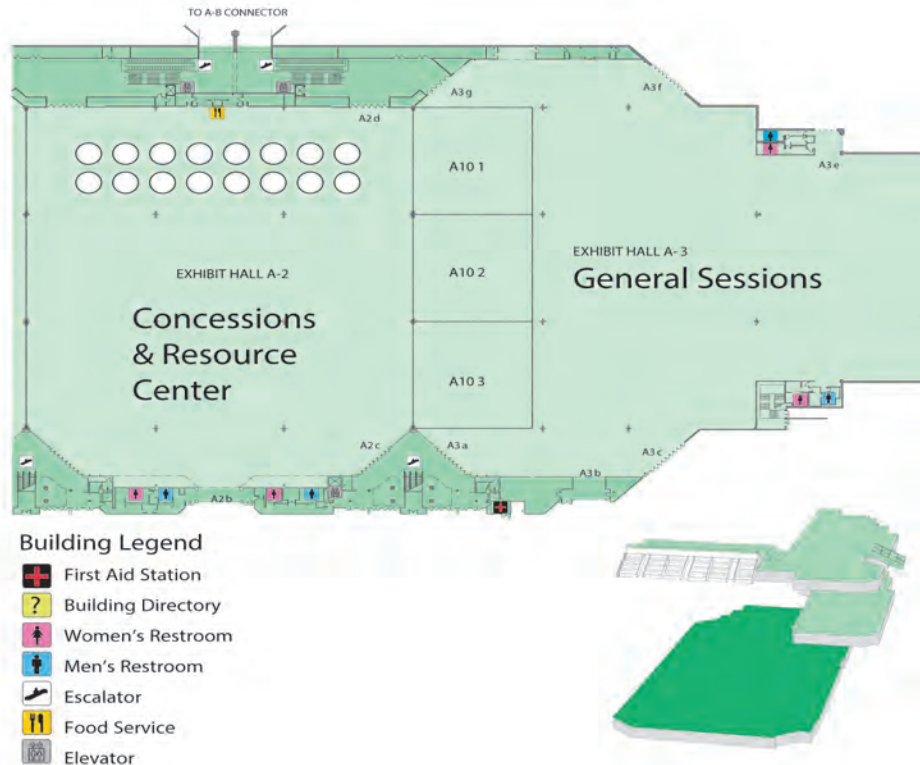 TO A-B CONNECTOR
A3g
A3f
A2d
A3e
A10 1
A10 2
A10 3
EXHIBIT HALL A-2
Concessions
& Resource
Center
EXHIBIT HALL A- 3
General Sessions
A2c
A3a
A3c
A2b
A3b
Building Legend
First Aid Station
? Building Directory
Women's Restroom
Men's Restroom
Escalator
Food Service
Elevator